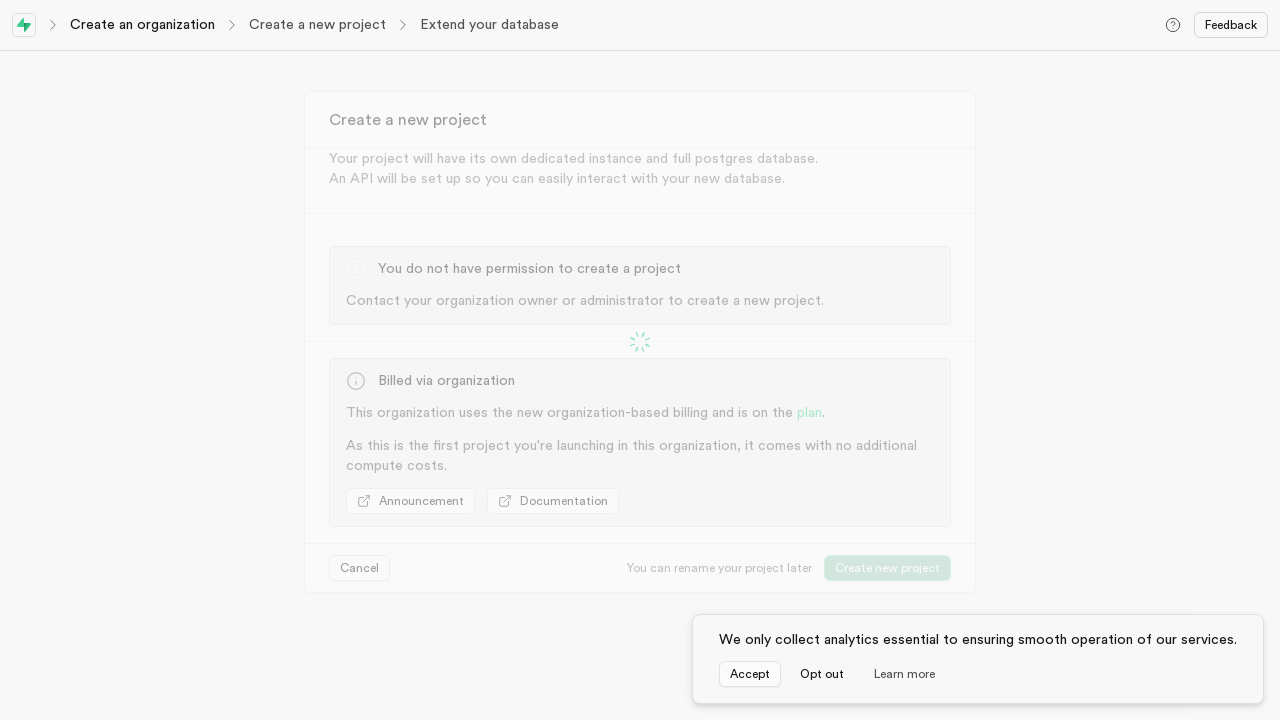 Create an organization
Create a new project
Extend your database
Feedback
Create a new project
Your project will have its own dedicated instance and full postgres database.
An API will be set up so you can easily interact with your new database.
You do not have permission to create a project
Contact your organization owner or administrator to create a new project.
Billed via organization
This organization uses the new organization-based billing and is on the plan.
As this is the first project you're launching in this organization, it comes with no additional
compute costs.
Announcement
Documentation
Cancel
You can rename your project later
Create new project
We only collect analytics essential to ensuring smooth operation of our services.
Accept
Opt out
Learn more